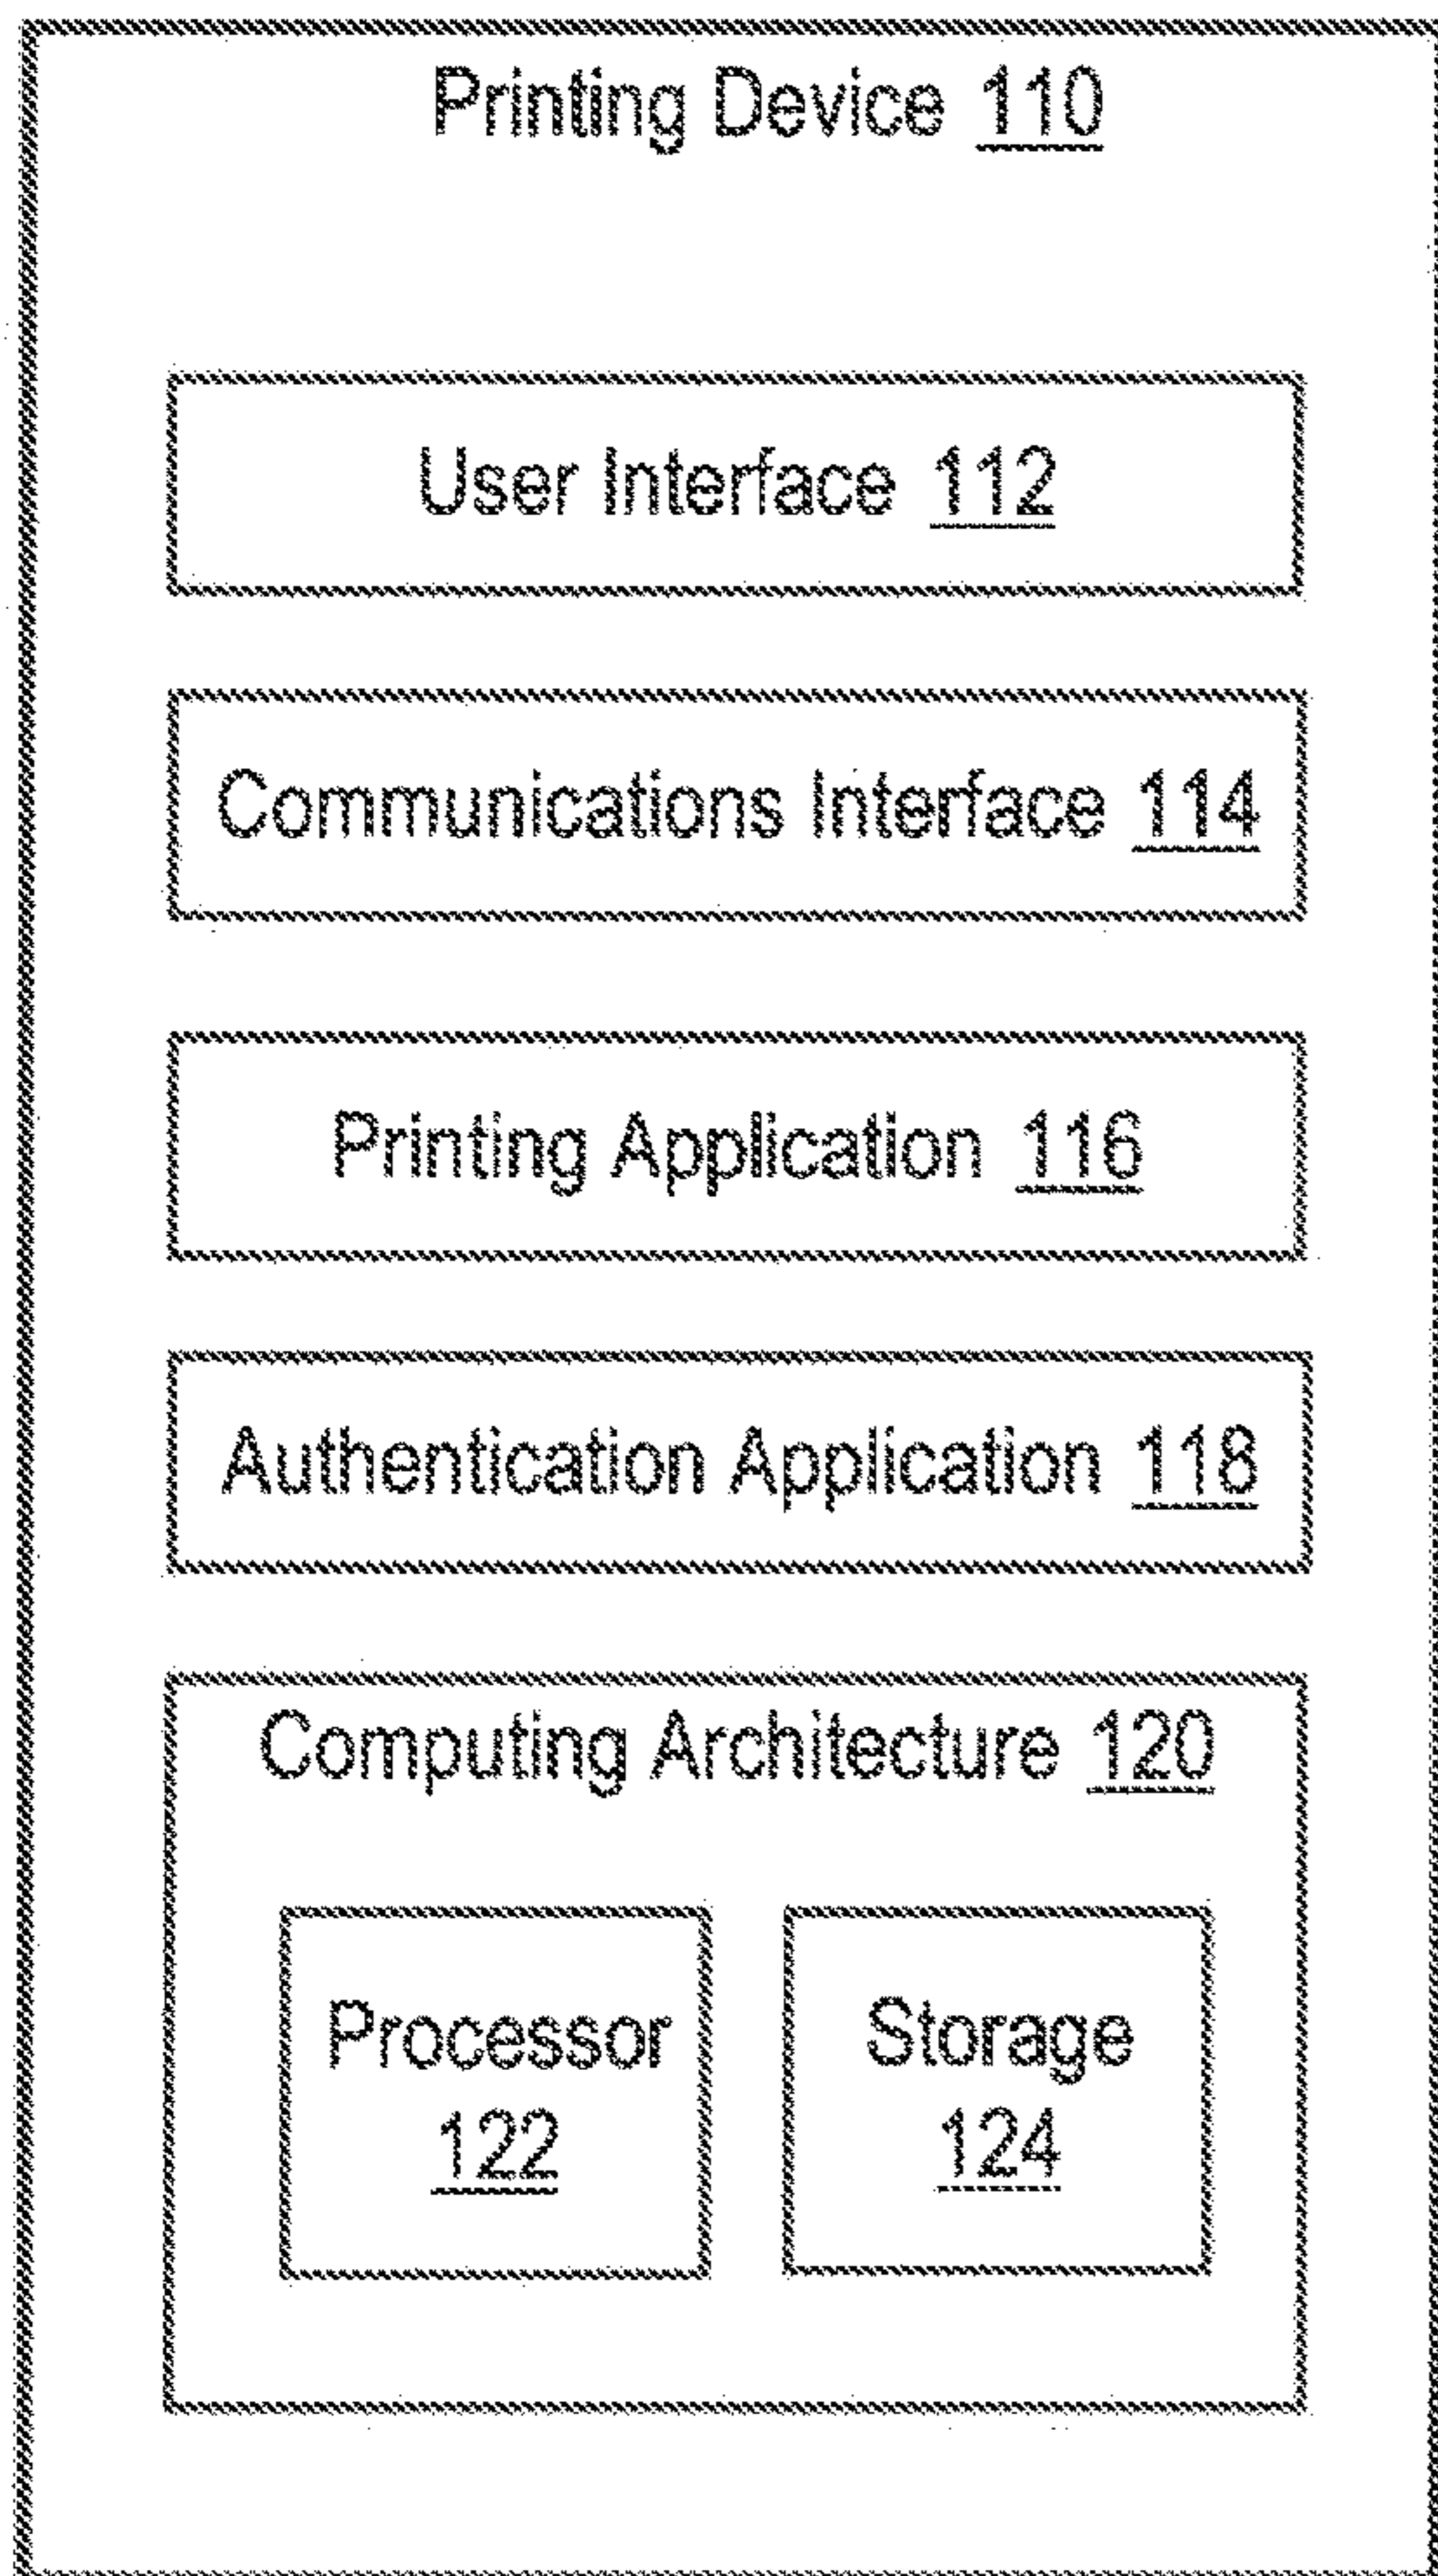 Printing Device 110
User Interface 112
Communications Interface 114
Printing Application 116
Authentication Application 118
Computing Architecture 120
Processor
122
Storage
124